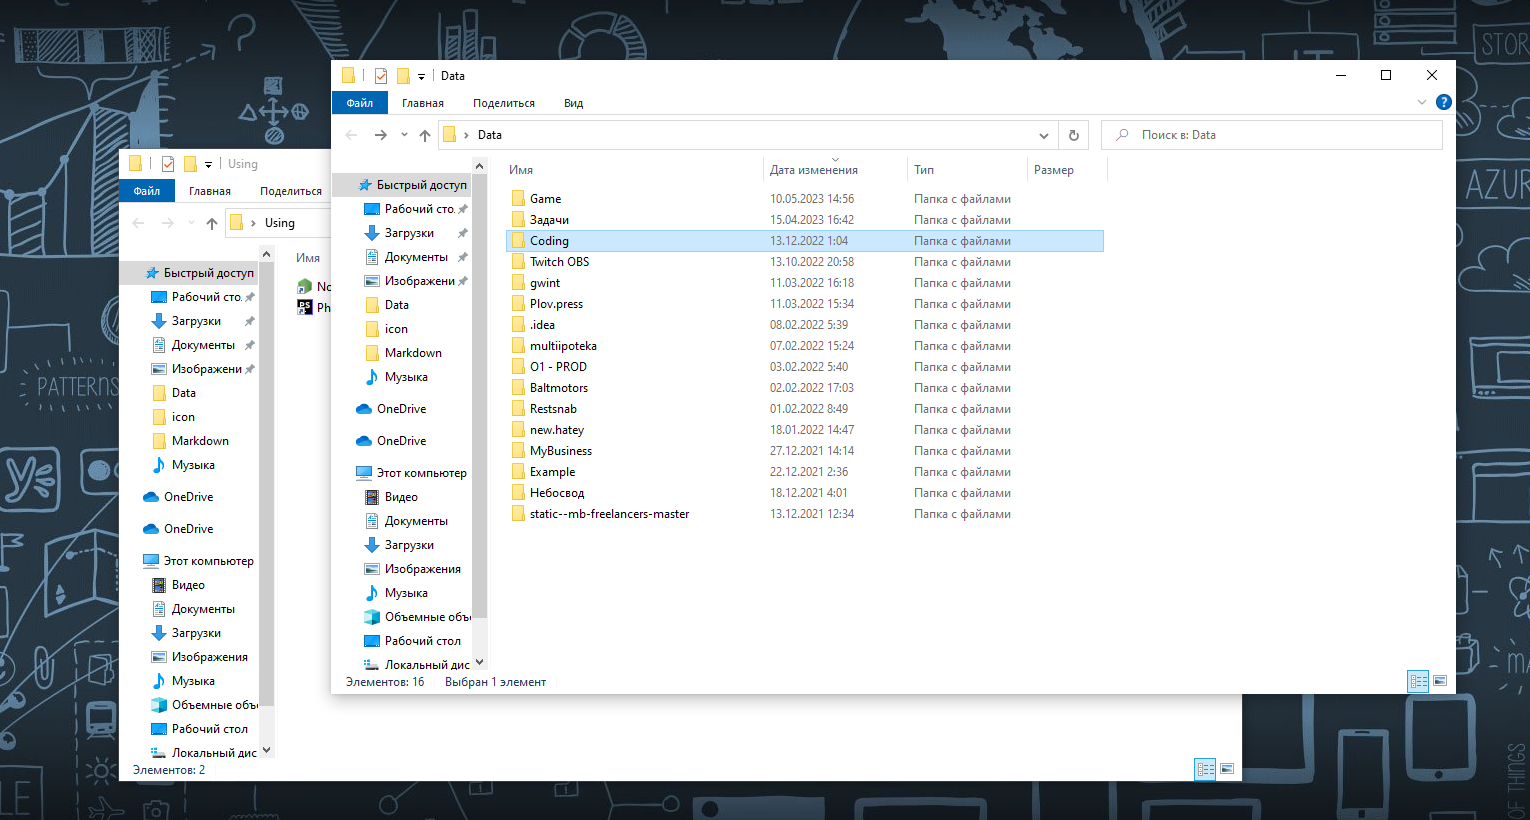 STOR
AZUR
PATTERNS
MA
OF THINGS
LE
IT
Using
Файл Главная Поделиться
Using
Имя
Быстрый доступ
Рабочий сто.
Загрузки
Документы
Изображени
Data
icon
Markdown
Музыка
OneDrive
OneDrive
Этот компьютер
Видео
Документы
Загрузки
Изображения
Музыка
Объемные объ
Рабочий стол
Локальный дис
No
Ph
Элементов: 2
Data
Файл Главная Поделиться Вид
Data
Поиск в: Data
Быстрый доступ
Рабочий сто.
Загрузки
Документы
Изображени
Data
icon
Markdown
Музыка
OneDrive
OneDrive
Этот компьютер
Видео
Документы
Загрузки
Изображения
Музыка
Объемные объ
Рабочий стол
Локальный дис
Имя Дата изменения Тип Размер
Game 10.05.2023 14:56 Папка с файлами
Задачи 15.04.2023 16:42 Папка с файлами
Coding 13.12.2022 1:04 Папка с файлами
Twitch OBS 13.10.2022 20:58 Папка с файлами
gwint 11.03.2022 16:18 Папка с файлами
Plov.press 11.03.2022 15:34 Папка с файлами
.idea 08.02.2022 5:39 Папка с файлами
multiipoteka 07.02.2022 15:24 Папка с файлами
O1 - PROD 03.02.2022 5:40 Папка с файлами
Baltmotors 02.02.2022 17:03 Папка с файлами
Restsnab 01.02.2022 8:49 Папка с файлами
new.hatey 18.01.2022 14:47 Папка с файлами
MyBusiness 27.12.2021 14:14 Папка с файлами
Example 22.12.2021 2:36 Папка с файлами
Небосвод 18.12.2021 4:01 Папка с файлами
static--mb-freelancers-master 13.12.2021 12:34 Папка с файлами
Элементов: 16 Выбран 1 элемент